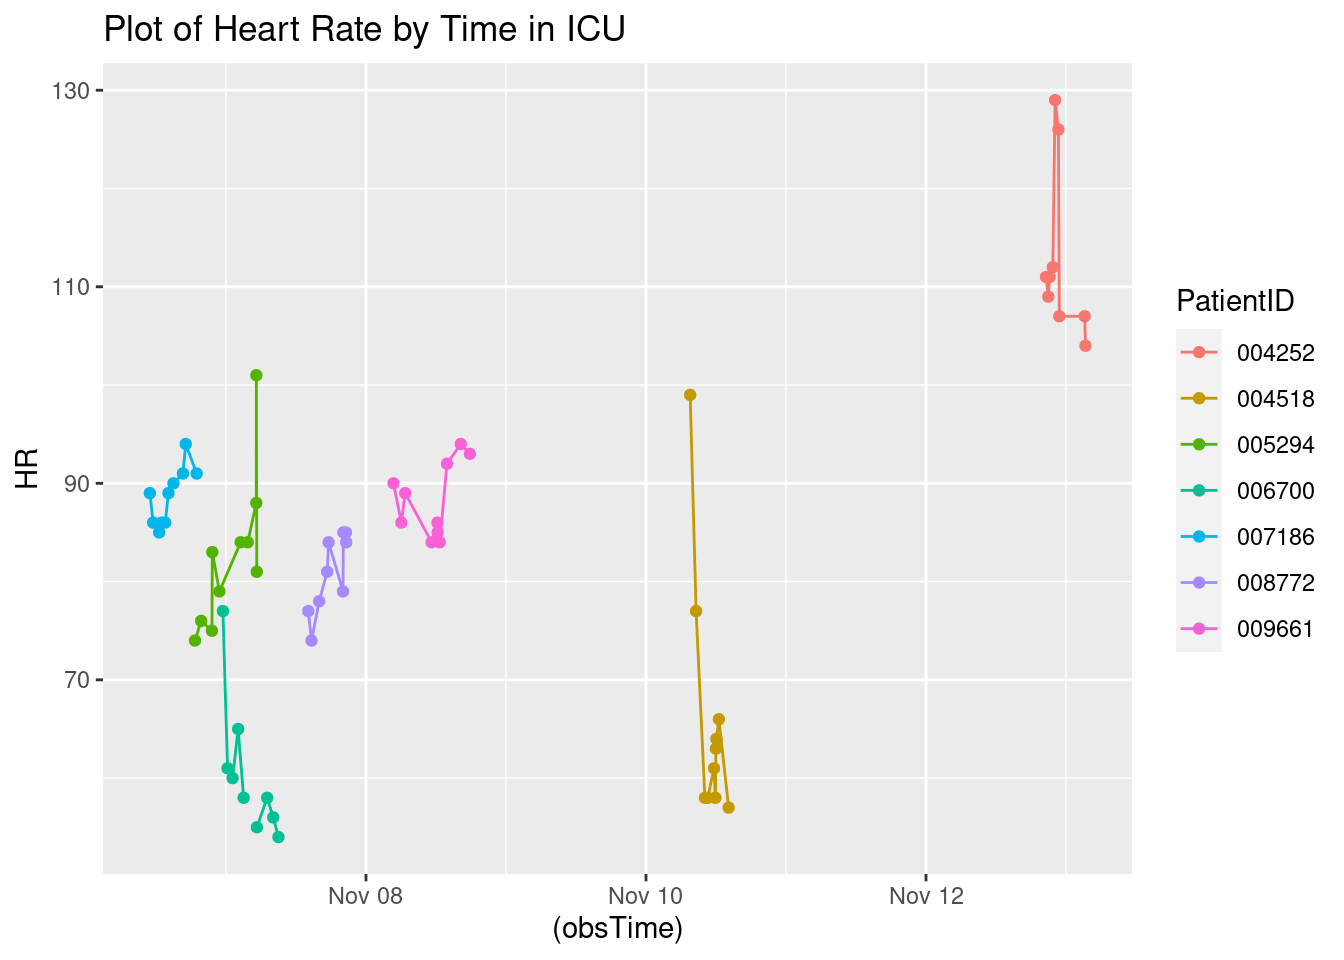 Plot of Heart Rate by Time in ICU
130
110
90
70
HR
Nov 08
Nov 10
Nov 12
(obsTime)
PatientID
004252
004518
005294
006700
007186
008772
009661